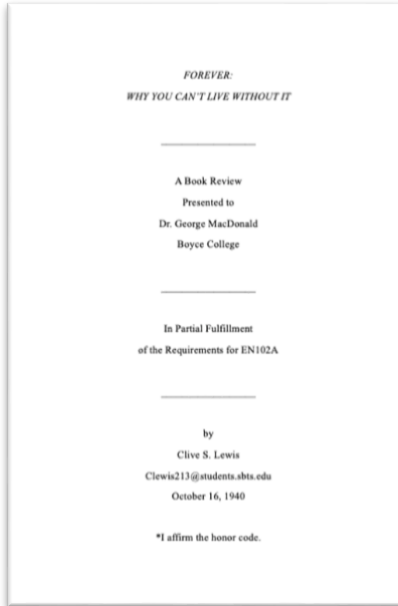 FOREVER:
WHY YOU CAN'T LIVE WITHOUT IT
A Book Review
Presented to
Dr. George MacDonald
Boyce College
In Partial Fulfillment
of the Requirements for EN102A
by
Clive S. Lewis
Clewis213@students.sbts.edu
October 16, 1940
*I affirm the honor code.